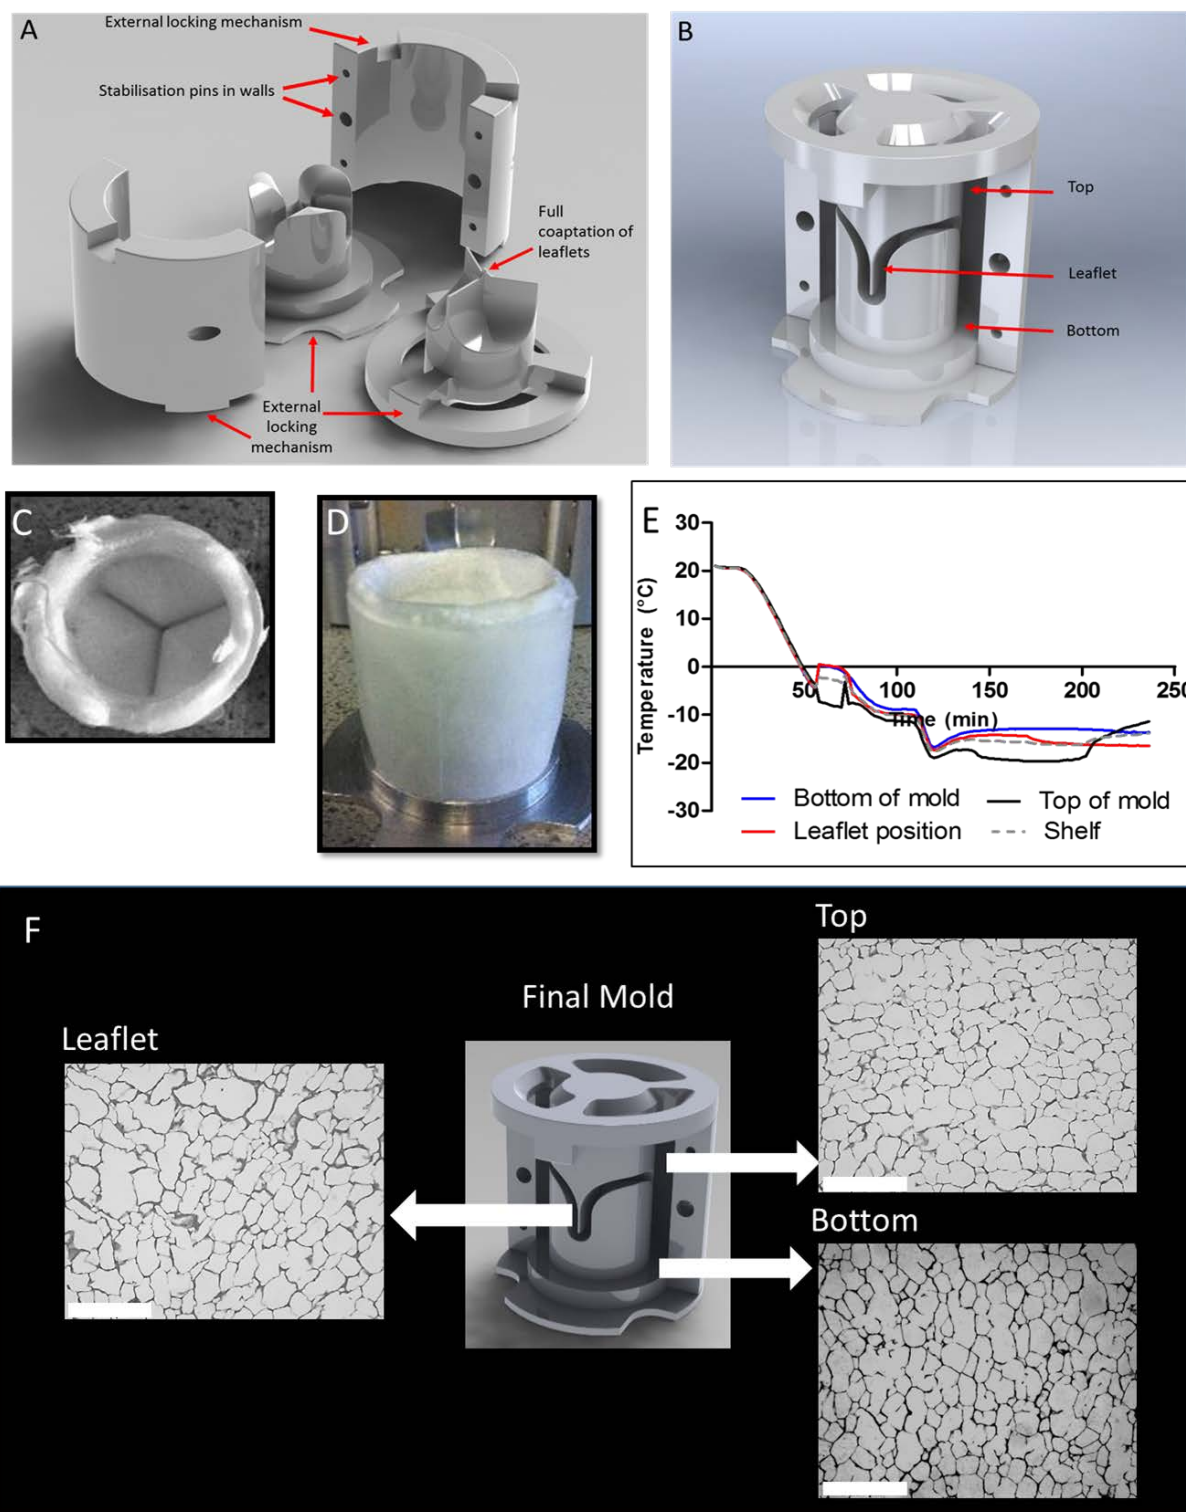 A
External locking mechanism
Stabilisation pins in walls
Full
coaptation of
leaflets
External
locking
mechanism
B
Top
Leaflet
Bottom
C
D
E
30
20
10
0
-10
-20
-30
Temperature (°C)
50
100
150
200
250
Time (min)
Bottom of mold
Top of mold
Leaflet position
Shelf
F
Top
Final Mold
Leaflet
Bottom